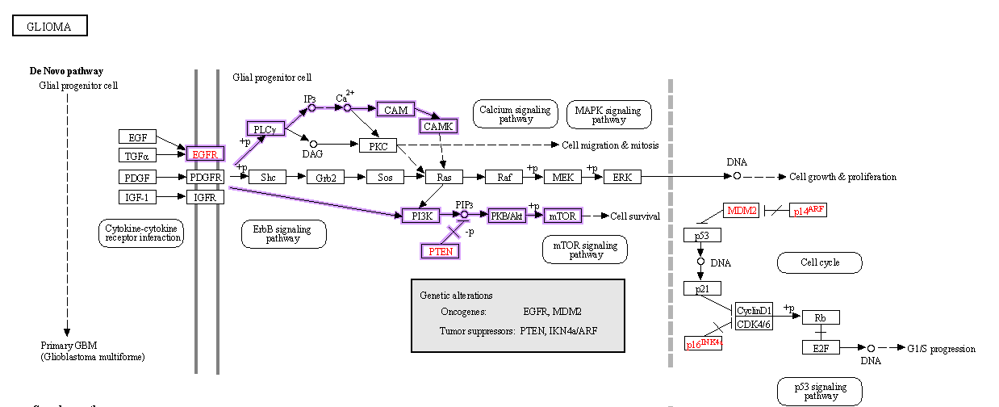 GLIOMA
De Novo pathway
Glial progenitor cell
Glial progenitor cell
IP3
Ca2+
CAM
CAMK
Calcium signaling
pathway
MAPK signaling
pathway
PLCγ
+p
DAG
PKC
Cell migration & mitosis
EGF
TGFα
EGFR
PDGF
PDGFR
IGF-1
IGFR
+p
Shc
Grb2
Sos
Ras
Raf
+p
MEK
+p
ERK
DNA
Cell growth & proliferation
PI3K
PIP3
PKB/Akt
+p
mTOR
Cell survival
-p
PTEN
Cytokine-cytokine
receptor interaction
ErbB signaling
pathway
mTOR signaling
pathway
MDM2
p14ARF
p53
DNA
Cell cycle
p21
CyclinD1
CDK4/6
+p
Rb
p16INK4a
E2F
DNA
G1/S progression
p53 signaling
pathway
Genetic alterations
Oncogenes: EGFR, MDM2
Tumor suppressors: PTEN, IKN4a/ARF
Primary GBM
(Glioblastoma multiforme)